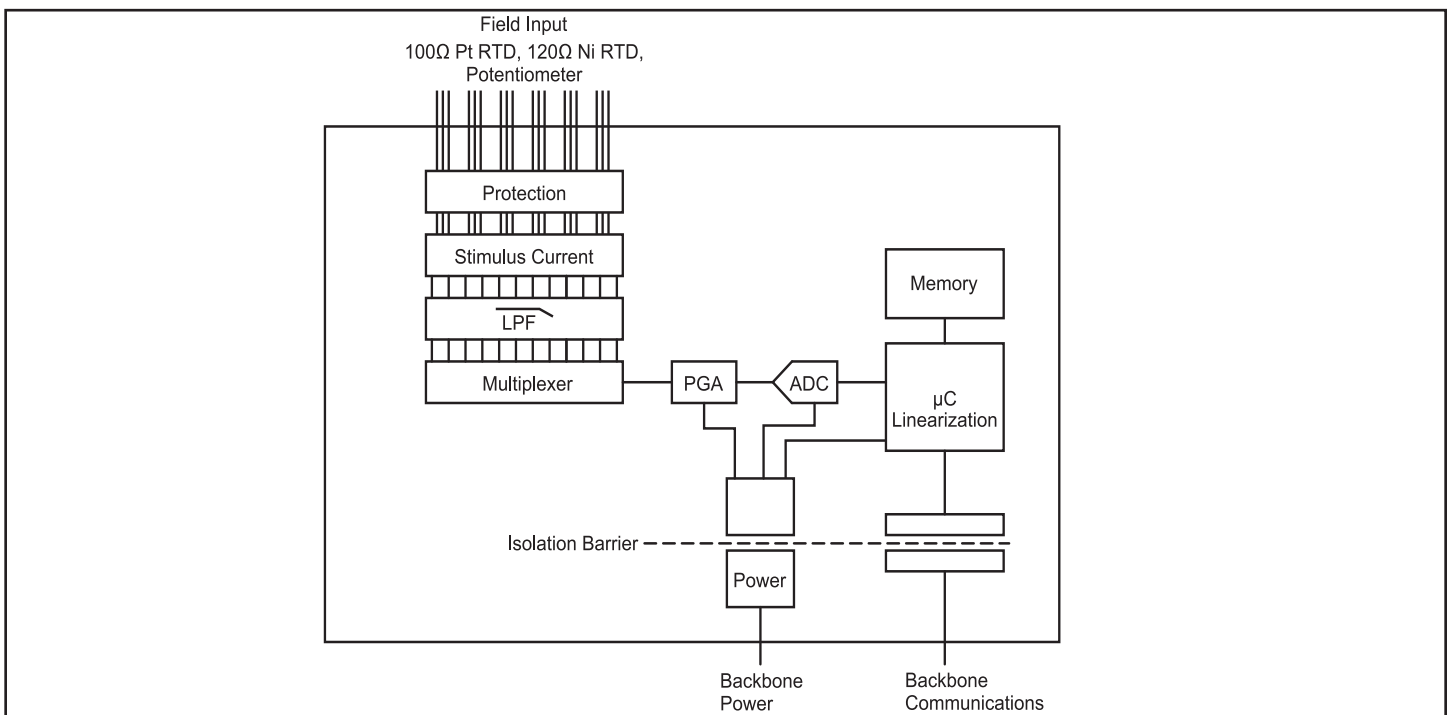 Field Input
100Ω Pt RTD, 120Ω Ni RTD,
Potentiometer
Protection
Stimulus Current
LPF
Multiplexer
PGA
ADC
Memory
µC
Linearization
Isolation Barrier
Power
Backbone
Power
Backbone
Communications